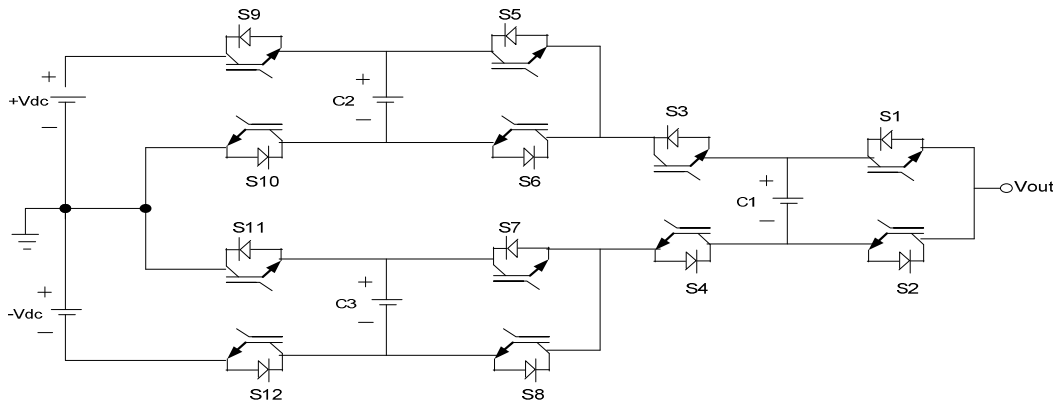 S9
S5
+
+Vdc
−
+
C2
−
S3
S1
S10
S6
+
C1
−
Vout
S11
S7
S4
S2
+
-Vdc
−
+
C3
−
S12
S8